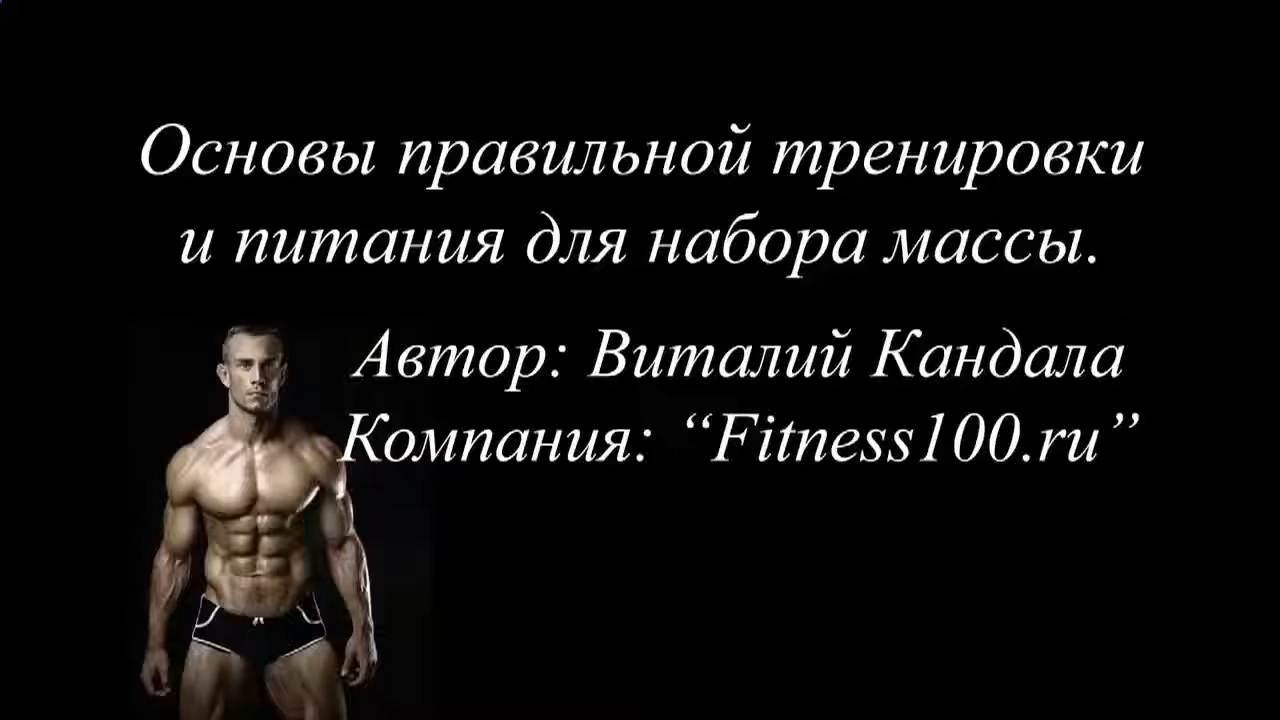 Основы правильной тренировки
и питания для набора массы.
Автор: Виталий Кандала
Компания: “Fitness100.ru”